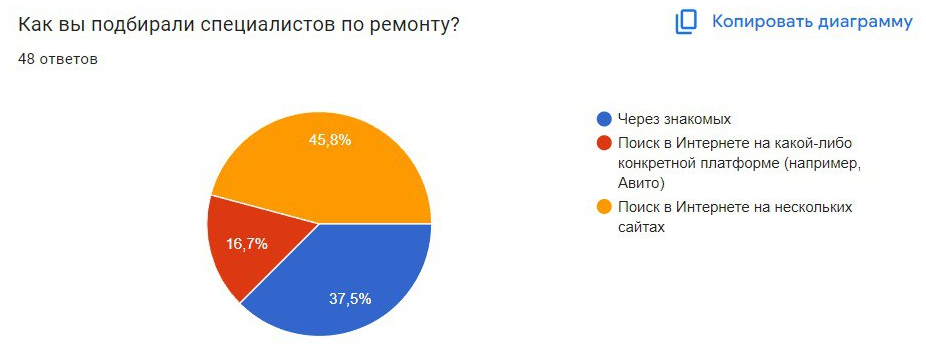 Как вы подбирали специалистов по ремонту?
Копировать диаграмму
48 ответов
45,8%
16,7%
37,5%
Через знакомых
Поиск в Интернете на какой-либо
конкретной платформе (например,
Авито)
Поиск в Интернете на нескольких
сайтах